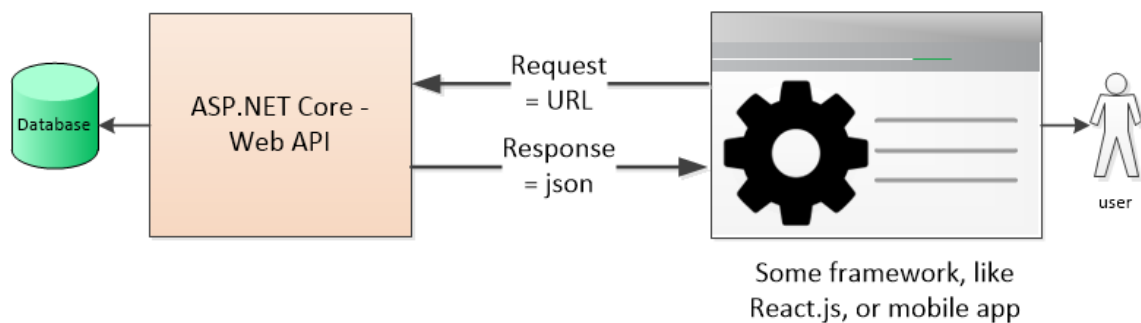 Database
ASP.NET Core -
Web API
Request
= URL
Response
= json
user
Some framework, like
React.js, or mobile app